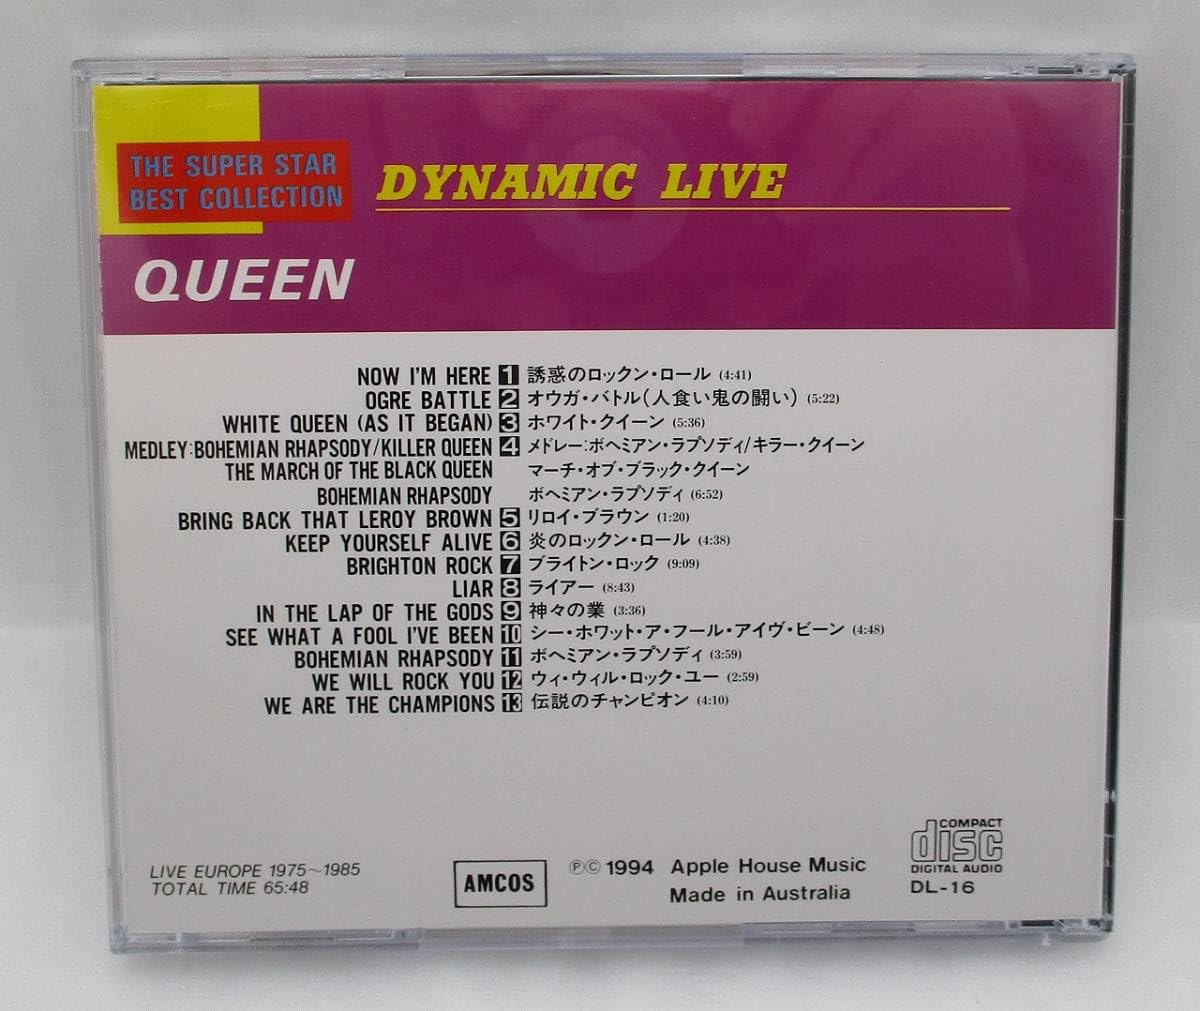 THE SUPER STAR
BEST COLLECTION
DYNAMIC LIVE
QUEEN
NOW I'M HERE 1 誘惑のロックン・ロール (4:41)
OGRE BATTLE 2 オウガ・バトル(人食い鬼の闘い) (5:22)
WHITE QUEEN (AS IT BEGAN) 3 ホワイト・クイーン (5:36)
MEDLEY:BOHEMIAN RHAPSODY/KILLER QUEEN 4 メドレー:ボヘミアン・ラプソディ/キラー・クイーン
THE MARCH OF THE BLACK QUEEN マーチ・オブ・ブラック・クイーン
BOHEMIAN RHAPSODY ボヘミアン・ラプソディ (6:52)
BRING BACK THAT LEROY BROWN 5 リロイ・ブラウン (1:20)
KEEP YOURSELF ALIVE 6 炎のロックン・ロール (4:38)
BRIGHTON ROCK 7 ブライトン・ロック (9:09)
LIAR 8 ライアー (8:43)
IN THE LAP OF THE GODS 9 神々の業 (3:36)
SEE WHAT A FOOL I'VE BEEN 10 シー・ホワット・ア・フール・アイヴ・ビーン (4:48)
BOHEMIAN RHAPSODY 11 ボヘミアン・ラプソディ (3:59)
WE WILL ROCK YOU 12 ウィ・ウィル・ロック・ユー (2:59)
WE ARE THE CHAMPIONS 13 伝説のチャンピオン (4:10)
LIVE EUROPE 1975~1985
TOTAL TIME 65:48
AMCOS
℗© 1994 Apple House Music
Made in Australia
COMPACT
disc
DIGITAL AUDIO
DL-16